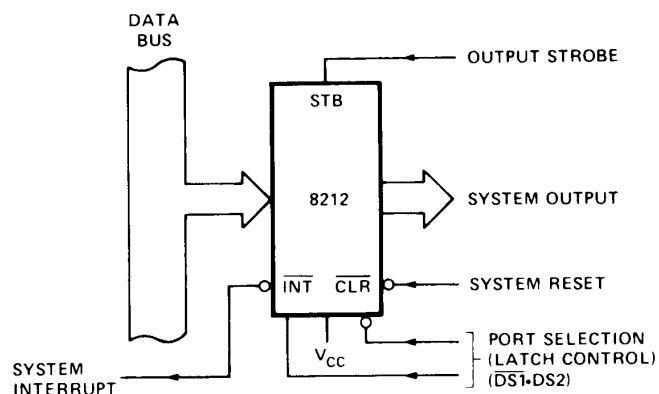 DATA
BUS
OUTPUT STROBE
STB
8212
SYSTEM OUTPUT
INT CLR
SYSTEM RESET
VCC
PORT SELECTION
(LATCH CONTROL)
(DS1•DS2)
SYSTEM
INTERRUPT